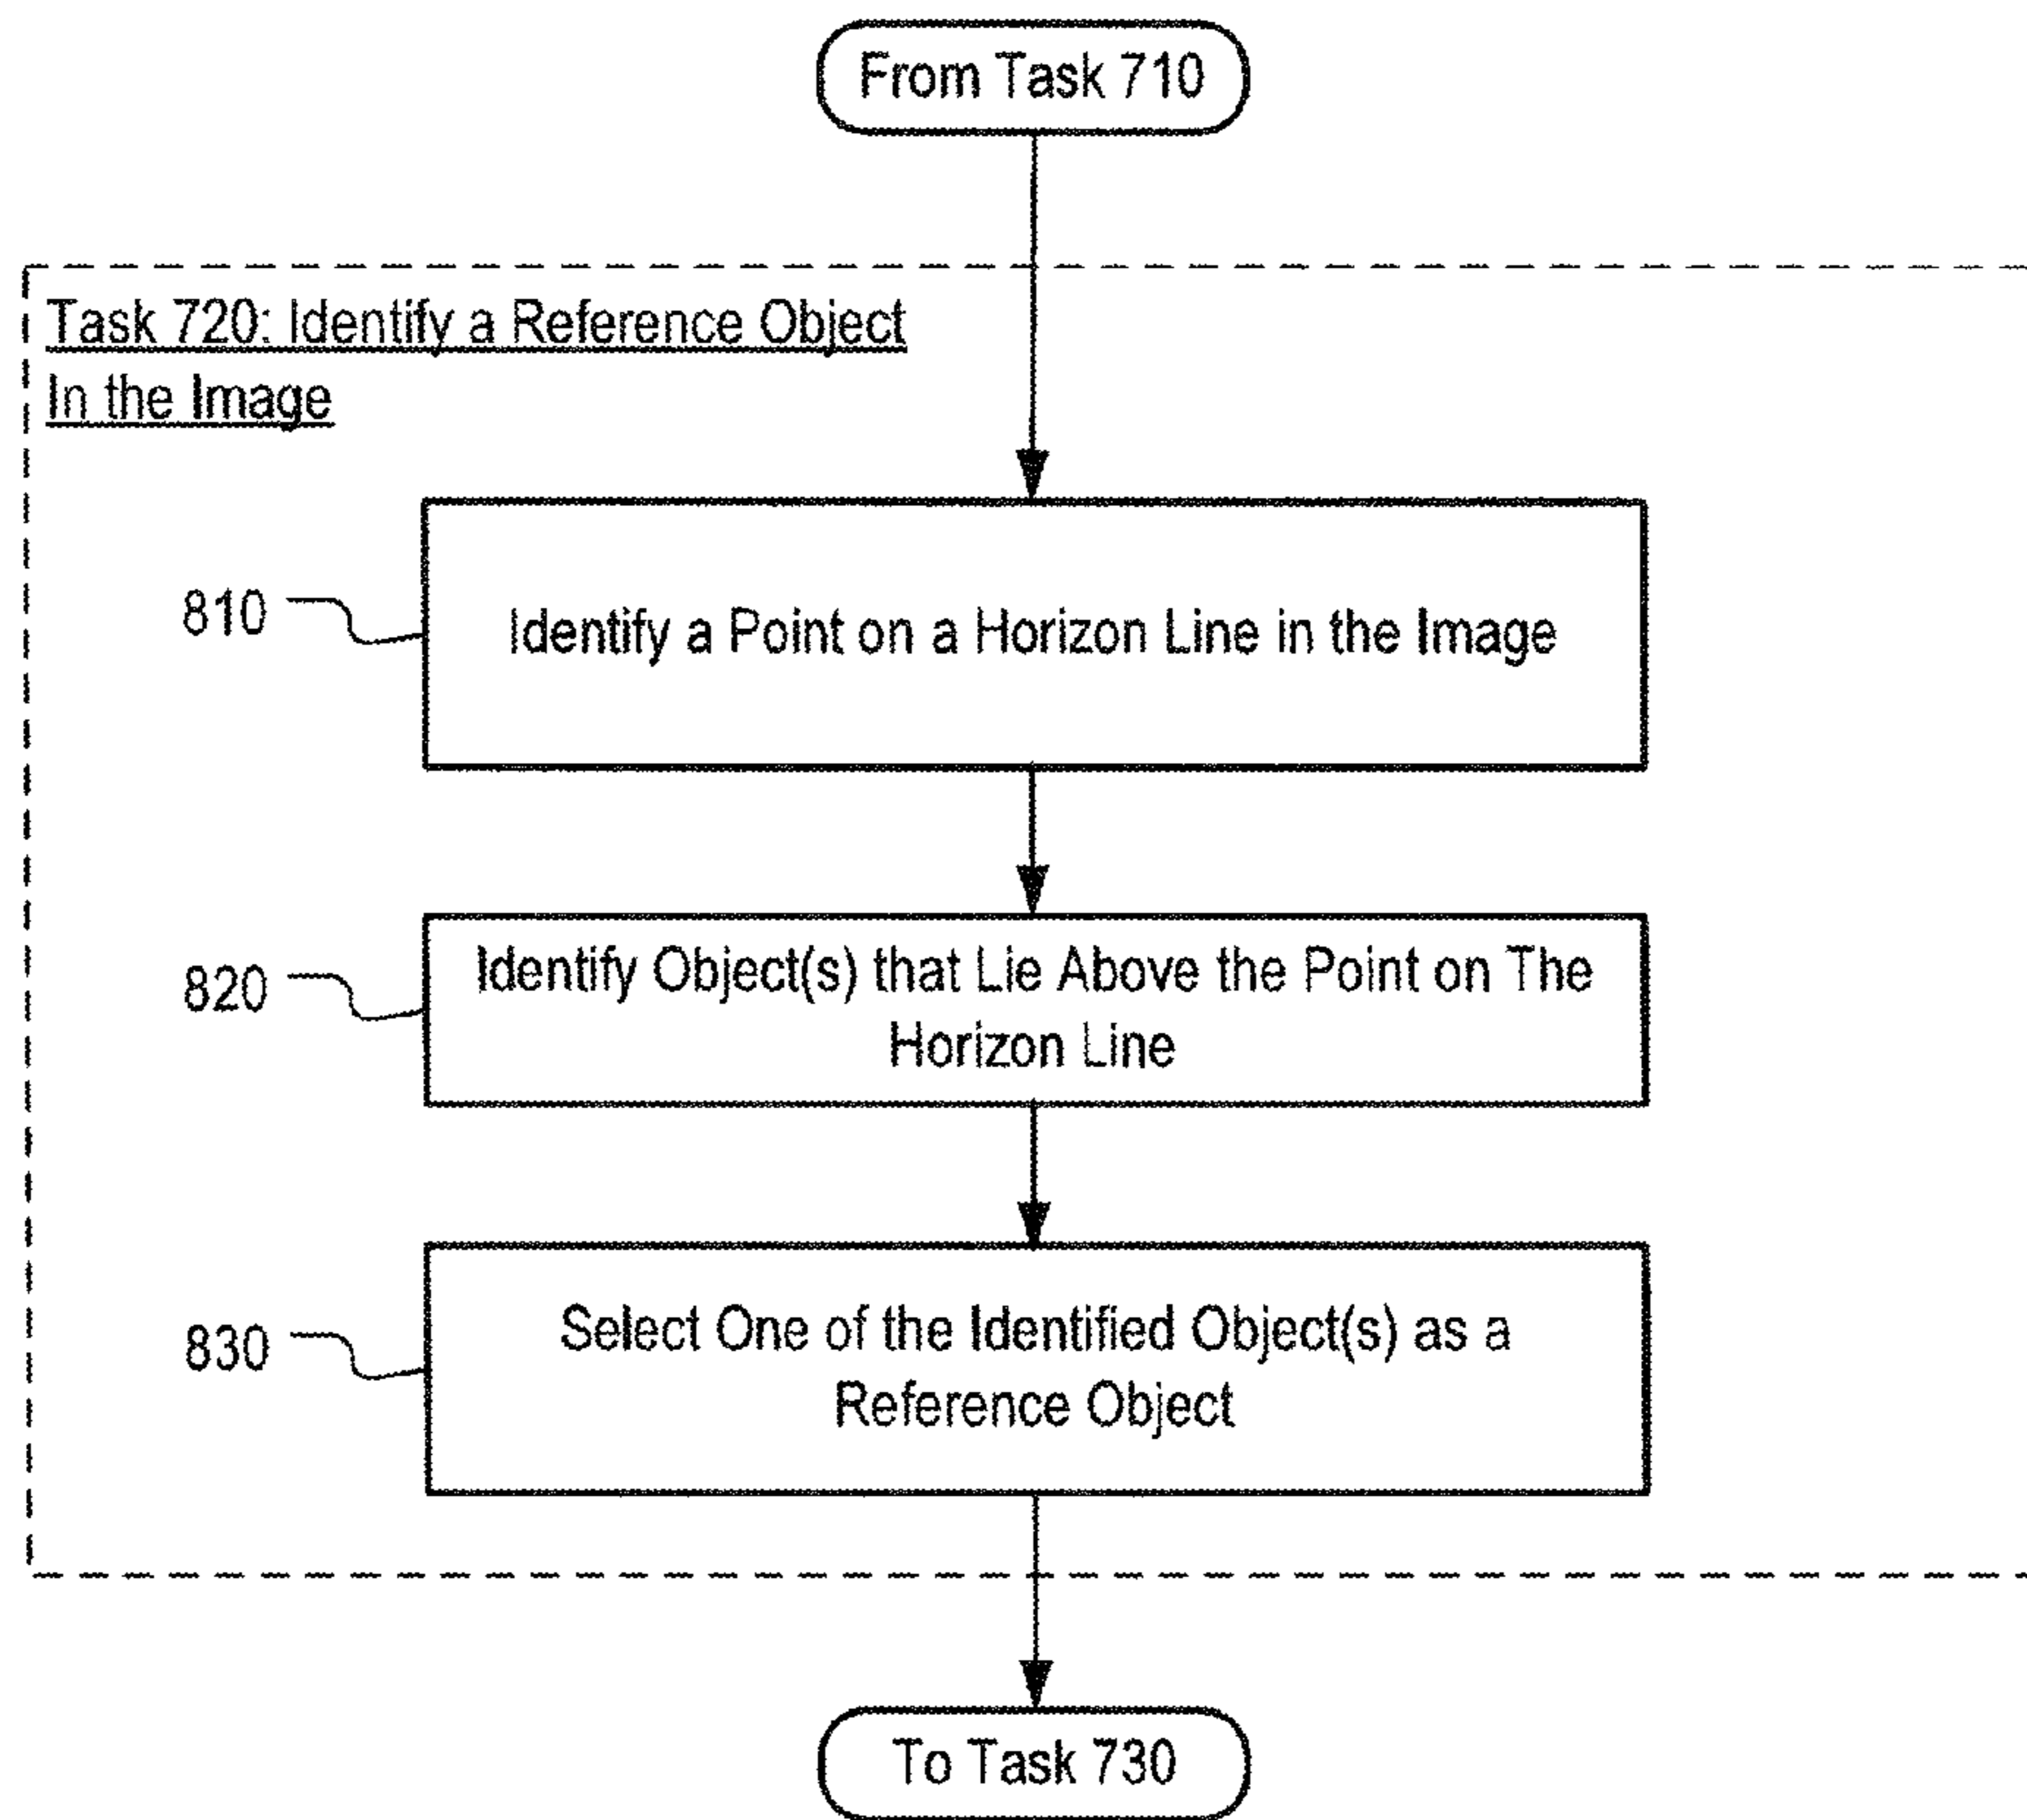 From Task 710
Task 720: Identify a Reference Object
In the Image
810
Identify a Point on a Horizon Line in the Image
820
Identify Object(s) that Lie Above the Point on The
Horizon Line
830
Select One of the Identified Object(s) as a
Reference Object
To Task 730